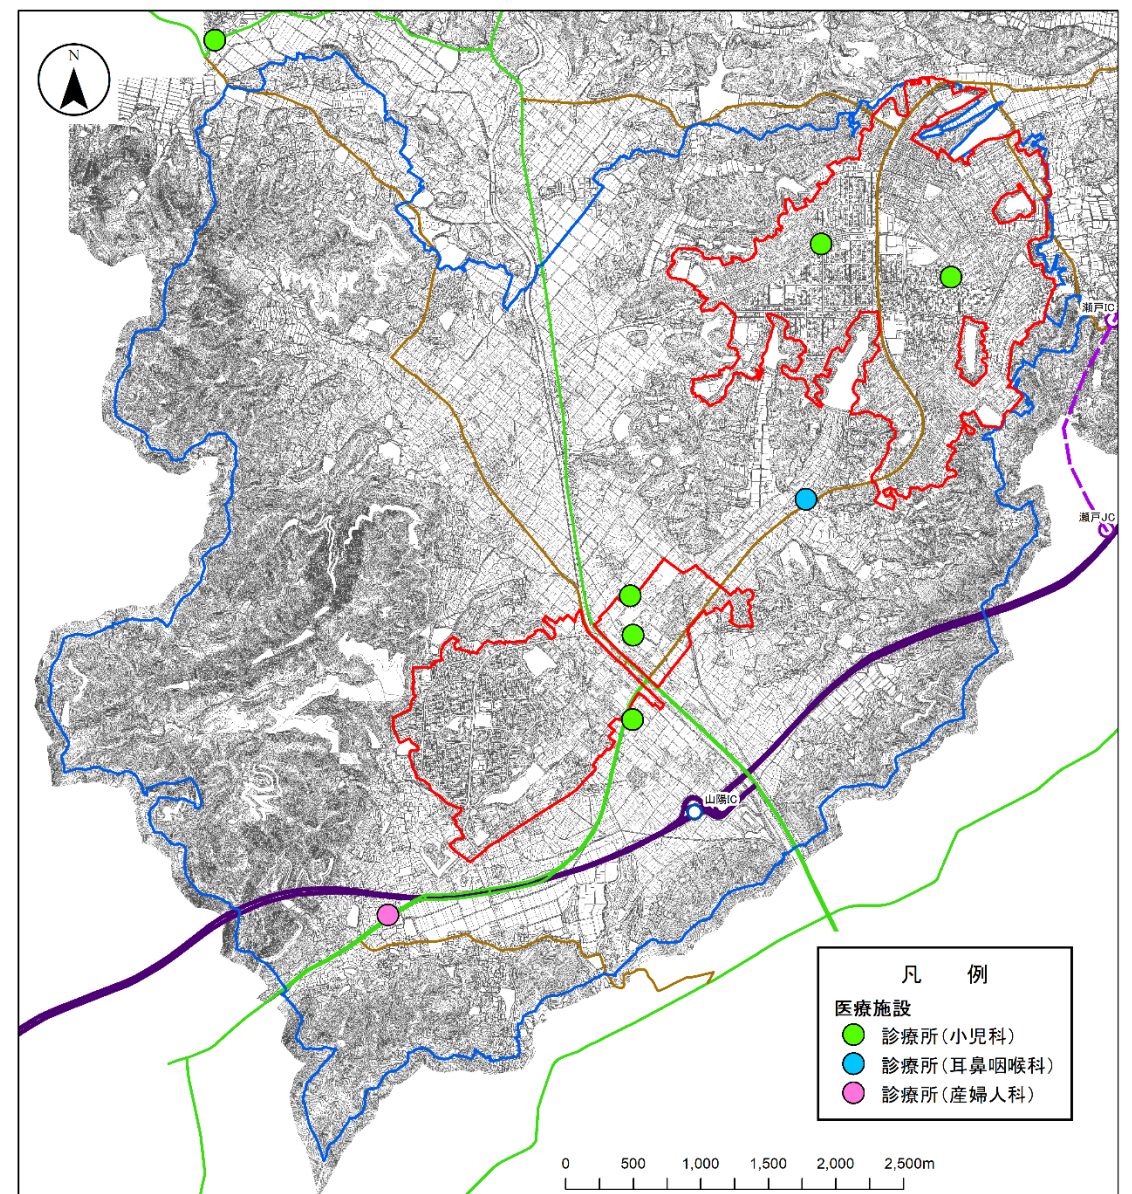 N
瀬戸IC
瀬戸JC
山陽IC
凡 例
医療施設
診療所(小児科)
診療所(耳鼻咽喉科)
診療所(産婦人科)
0 500 1,000 1,500 2,000 2,500m